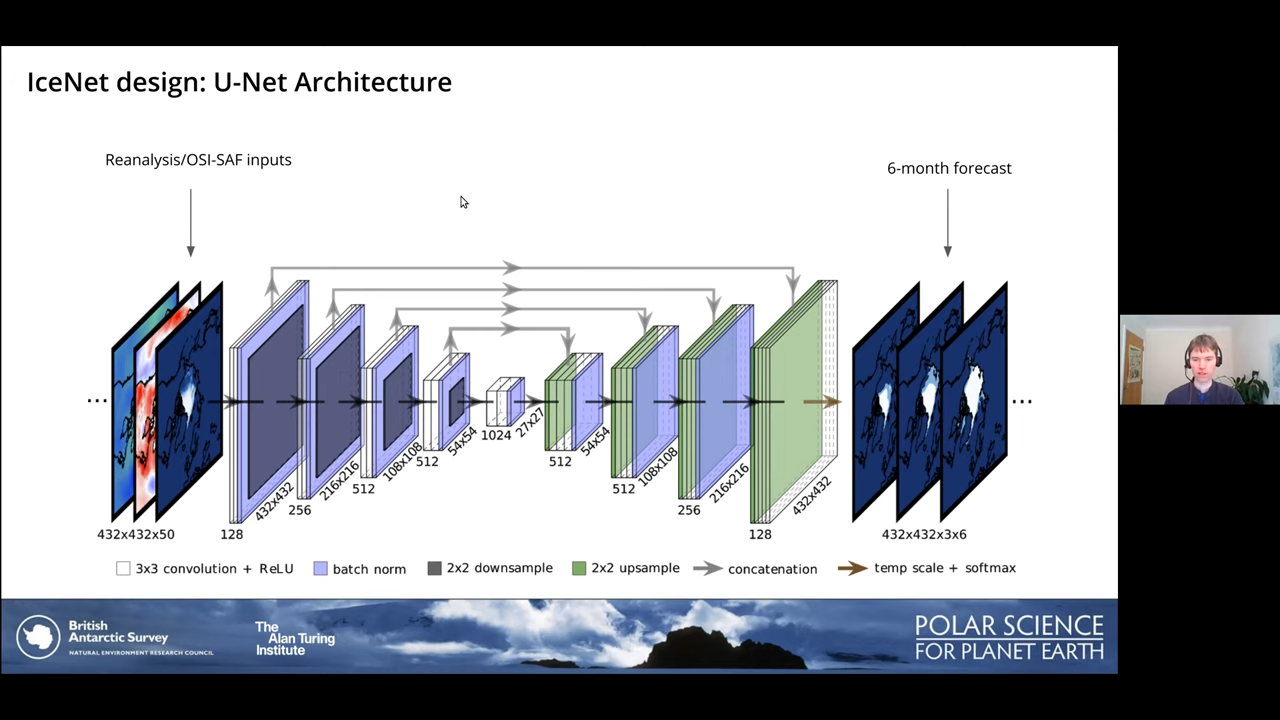 IceNet design: U-Net Architecture
Reanalysis/OSI-SAF inputs
6-month forecast
...
...
432x432x50
128
432x432
256
216x216
512
108x108
512
54x54
1024
27x27
512
54x54
512
108x108
256
216x216
128
432x432
432x432x3x6
3x3 convolution + ReLU
batch norm
2x2 downsample
2x2 upsample
concatenation
temp scale + softmax
British
Antarctic Survey
NATURAL ENVIRONMENT RESEARCH COUNCIL
The
Alan Turing
Institute
POLAR SCIENCE
FOR PLANET EARTH